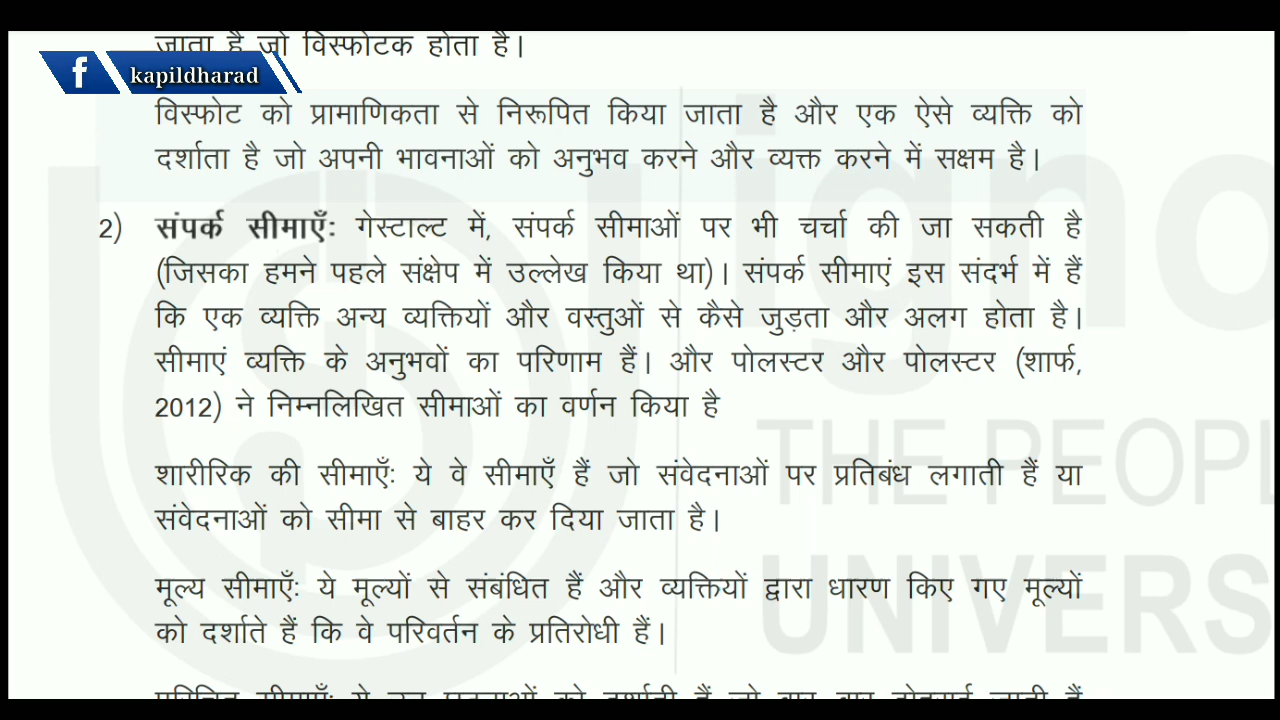 जाता है जो विस्फोटक होता है।
f kapildharad
विस्फोट को प्रामाणिकता से निरूपित किया जाता है और एक ऐसे व्यक्ति को
दर्शाता है जो अपनी भावनाओं को अनुभव करने और व्यक्त करने में सक्षम है।
2) संपर्क सीमाएँः गेस्टाल्ट में, संपर्क सीमाओं पर भी चर्चा की जा सकती है
(जिसका हमने पहले संक्षेप में उल्लेख किया था)। संपर्क सीमाएं इस संदर्भ में हैं
कि एक व्यक्ति अन्य व्यक्तियों और वस्तुओं से कैसे जुड़ता और अलग होता है।
सीमाएं व्यक्ति के अनुभवों का परिणाम हैं। और पोलस्टर और पोलस्टर (शार्फ,
2012) ने निम्नलिखित सीमाओं का वर्णन किया है
शारीरिक की सीमाएँः ये वे सीमाएँ हैं जो संवेदनाओं पर प्रतिबंध लगाती हैं या
संवेदनाओं को सीमा से बाहर कर दिया जाता है।
मूल्य सीमाएँः ये मूल्यों से संबंधित हैं और व्यक्तियों द्वारा धारण किए गए मूल्यों
को दर्शाते हैं कि वे परिवर्तन के प्रतिरोधी हैं।
igno
THE PEOPL
UNIVERS